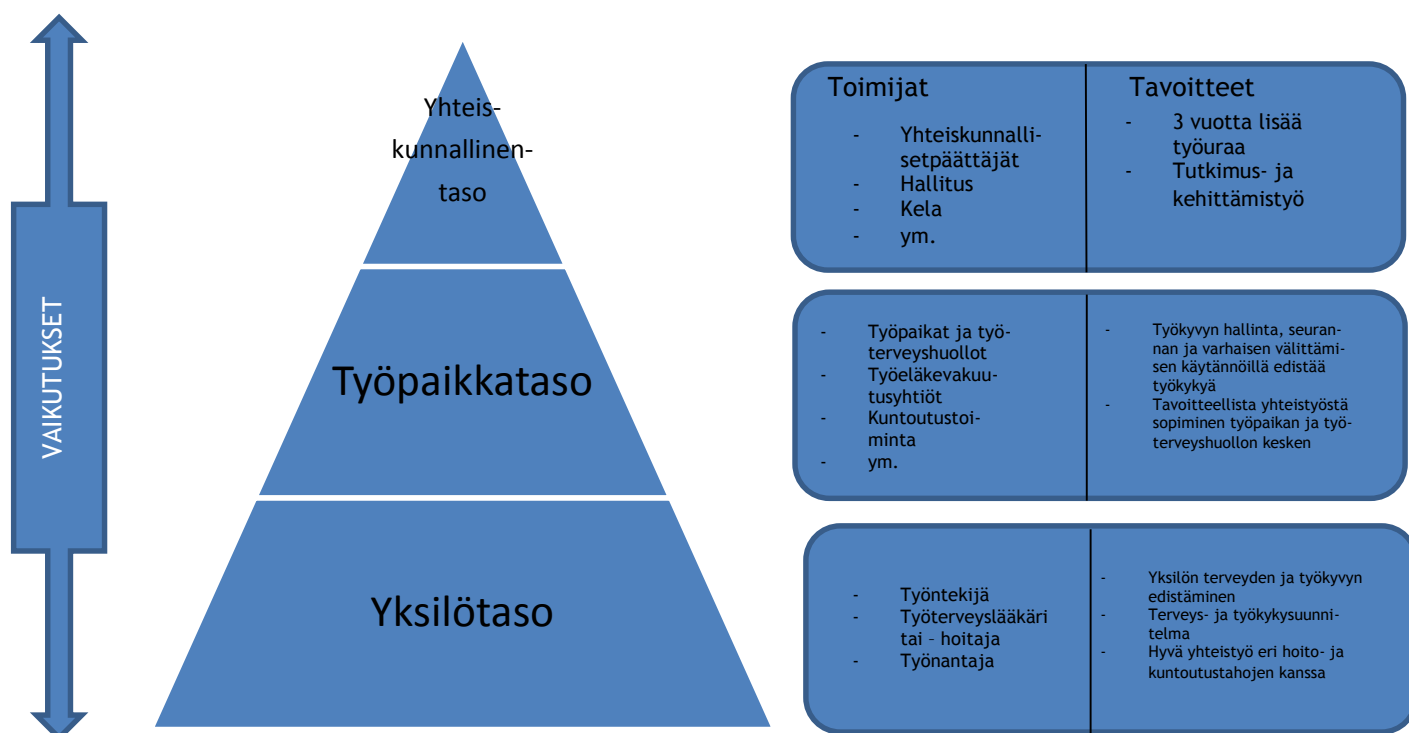 VAIKUTUKSET
Yhteis-
kunnallinen-
taso
Työpaikkataso
Yksilötaso
Toimijat
- Yhteiskunnalli-
setpäättäjät
- Hallitus
- Kela
- ym.
Tavoitteet
- 3 vuotta lisää
työuraa
- Tutkimus- ja
kehittämistyö
- Työpaikat ja työ-
terveyshuollot
- Työeläkevakuu-
tusyhtiöt
- Kuntoutustoi-
minta
- ym.
- Työkyvyn hallinta, seuran-
nan ja varhaisen välittämi-
sen käytännöillä edistää
työkykyä
- Tavoitteellista yhteistyöstä
sopiminen työpaikan ja työ-
terveyshuollon kesken
- Työntekijä
- Työterveyslääkäri
tai – hoitaja
- Työnantaja
- Yksilön terveyden ja työkyvyn
edistäminen
- Terveys- ja työkykysuunni-
telma
- Hyvä yhteistyö eri hoito- ja
kuntoutustahojen kanssa